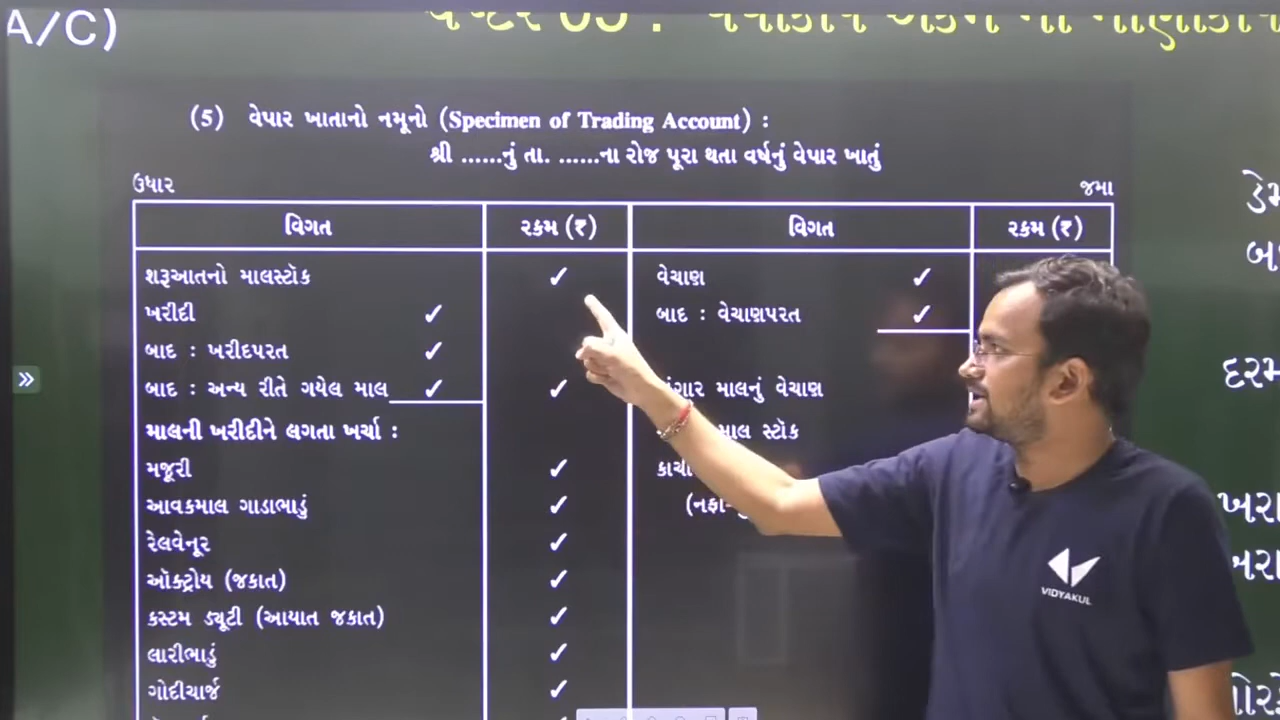 A/C)
(5) વેપાર ખાતાનો નમૂનો (Specimen of Trading Account) :
શ્રી ......નું તા. ......ના રોજ પૂરા થતા વર્ષનું વેપાર ખાતું
ઉધાર જમા
વિગત રકમ (₹) વિગત રકમ (₹)
શરૂઆતનો માલસ્ટૉક ✓ વેચાણ ✓
ખરીદી ✓ બાદ : વેચાણપરત ✓
બાદ : ખરીદપરત ✓
બાદ : અન્ય રીતે ગયેલ માલ ✓ ✓ માલનું વેચાણ
માલની ખરીદીને લગતા ખર્ચા : માલ સ્ટૉક
મજૂરી ✓
આવકમાલ ગાડાભાડું ✓
રેલવેનૂર ✓
ઑક્ટ્રોય (જકાત) ✓
કસ્ટમ ડ્યૂટી (આયાત જકાત) ✓
લારીભાડું ✓
ગોદીચાર્જ ✓
VIDYAKUL